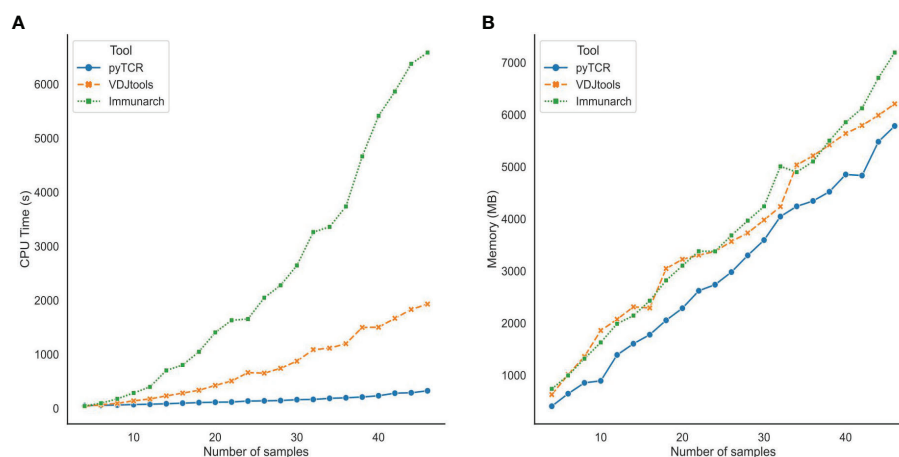 A
Tool
pyTCR
VDJtools
Immunarch
6000
5000
4000
3000
2000
1000
0
CPU Time (s)
10
20
30
40
Number of samples
B
Tool
pyTCR
VDJtools
Immunarch
7000
6000
5000
4000
3000
2000
1000
Memory (MB)
10
20
30
40
Number of samples